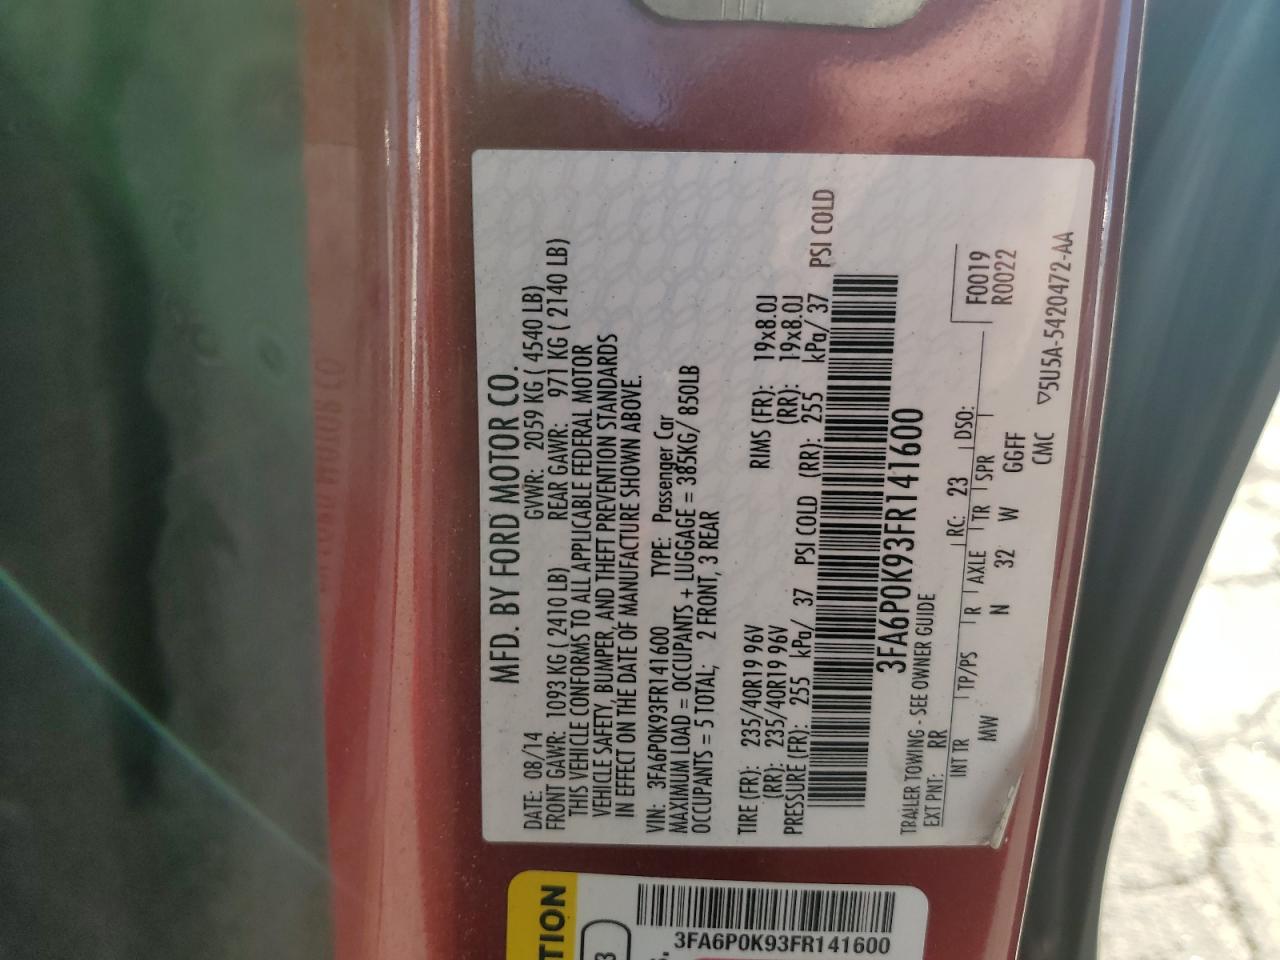 MFD. BY FORD MOTOR CO.
DATE: 08/14 GVWR: 2059 KG ( 4540 LB)
FRONT GAWR: 1093 KG ( 2410 LB) REAR GAWR: 971 KG ( 2140 LB)
THIS VEHICLE CONFORMS TO ALL APPLICABLE FEDERAL MOTOR
VEHICLE SAFETY, BUMPER, AND THEFT PREVENTION STANDARDS
IN EFFECT ON THE DATE OF MANUFACTURE SHOWN ABOVE.
VIN: 3FA6P0K93FR141600 TYPE: Passenger Car
MAXIMUM LOAD = OCCUPANTS + LUGGAGE = 385KG/ 850LB
OCCUPANTS = 5 TOTAL; 2 FRONT, 3 REAR
TIRE (FR): 235/40R19 96V RIMS (FR): 19x8.0J
(RR): 235/40R19 96V (RR): 19x8.0J
PRESSURE (FR): 255 kPa/ 37 PSI COLD (RR): 255 kPa/ 37 PSI COLD
3FA6P0K93FR141600
TRAILER TOWING - SEE OWNER GUIDE
EXT PNT: RR RC: 23 DSO: F0019
INT TR TP/PS R AXLE TR SPR R0022
MW N 32 W GGFF
CMC ▽5U5A-5420472-AA
TION
3FA6P0K93FR141600